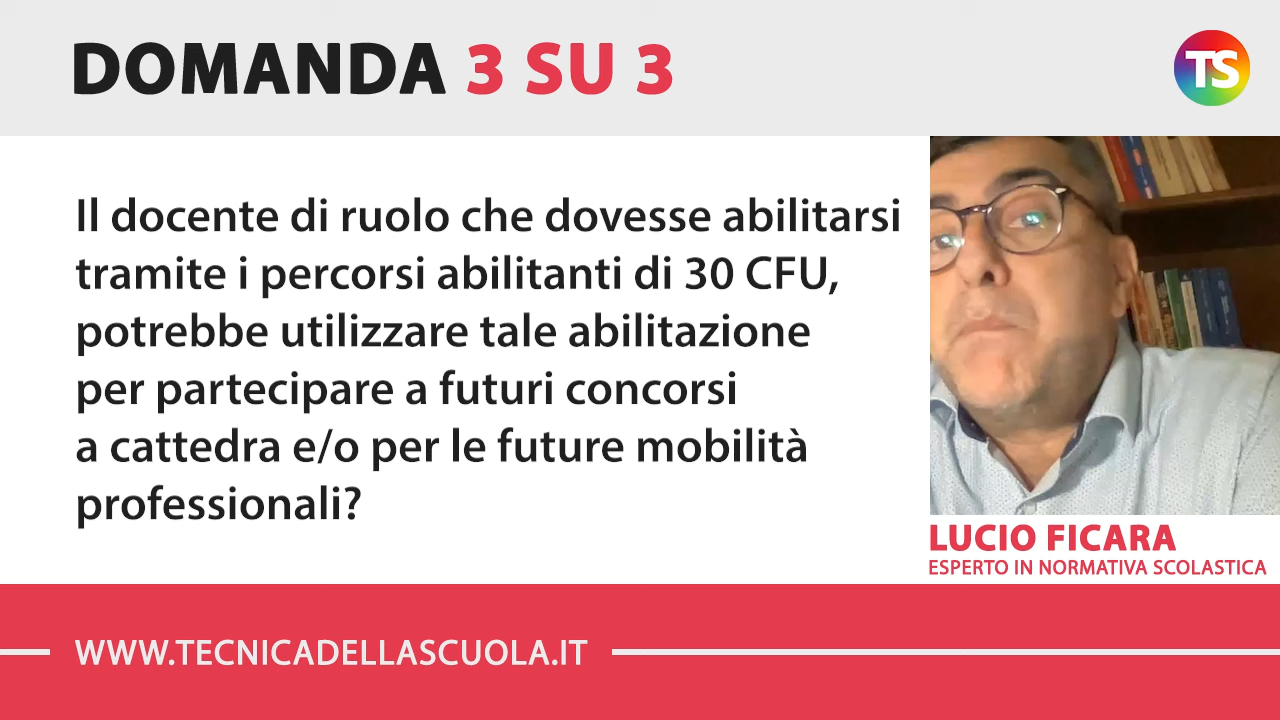 DOMANDA 3 SU 3
TS
Il docente di ruolo che dovesse abilitarsi
tramite i percorsi abilitanti di 30 CFU,
potrebbe utilizzare tale abilitazione
per partecipare a futuri concorsi
a cattedra e/o per le future mobilità
professionali?
LUCIO FICARA
ESPERTO IN NORMATIVA SCOLASTICA
WWW.TECNICADELLASCUOLA.IT